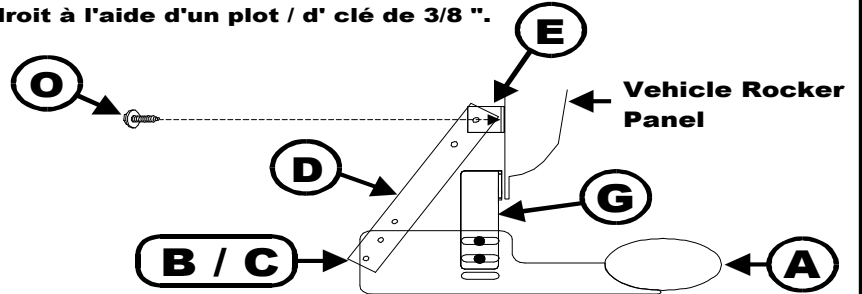 droit à l'aide d'un plot / d' clé de 3/8 ".
E
O
Vehicle Rocker
Panel
D
G
B / C
A